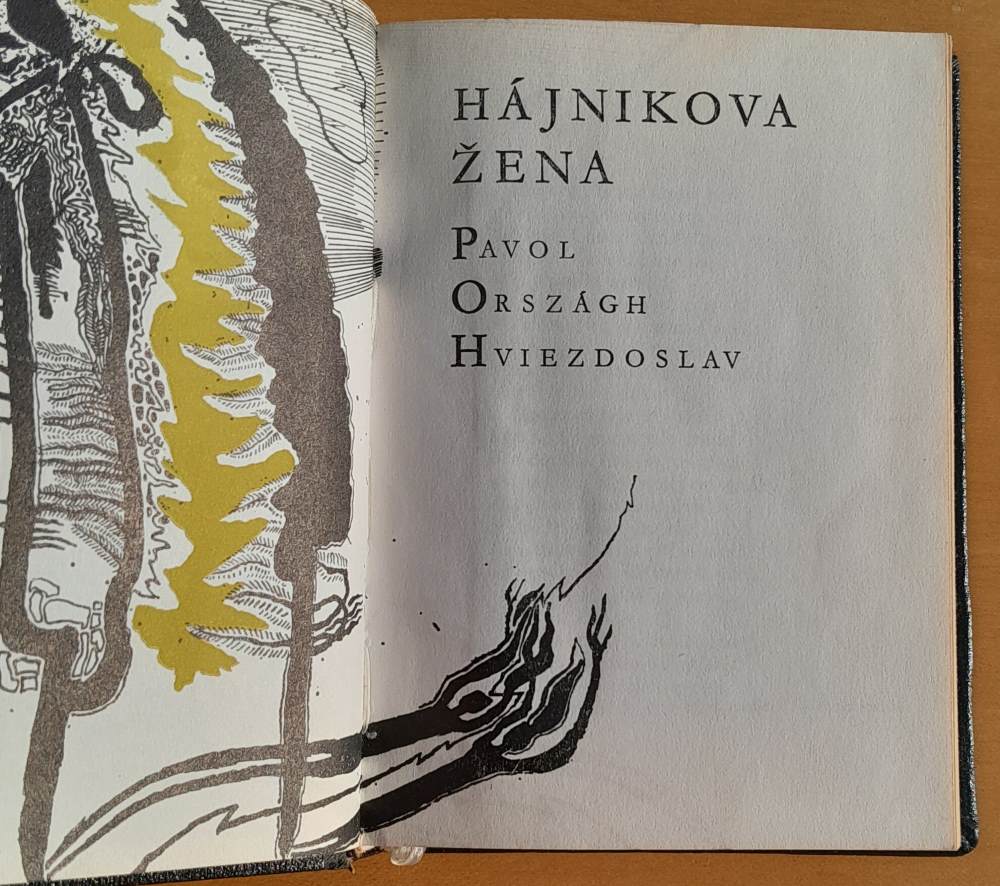 HÁJNIKOVA
ŽENA
PAVOL
ORSZÁGH
HVIEZDOSLAV